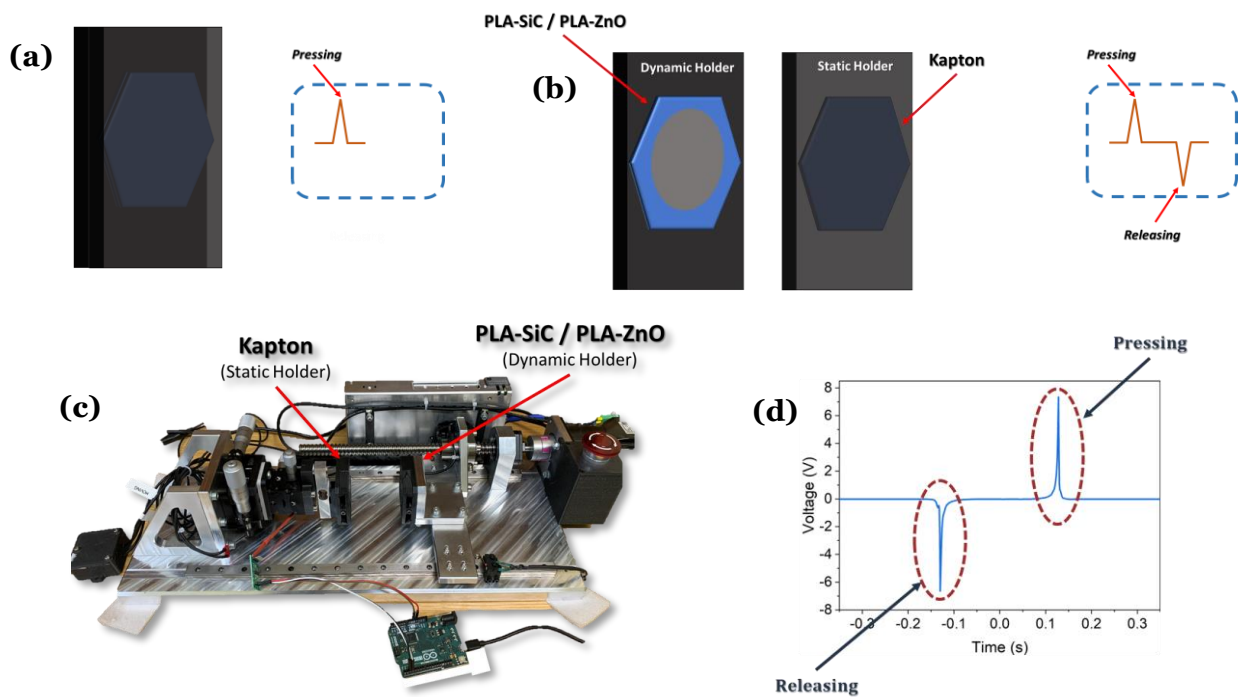 (a)
Pressing
PLA-SiC / PLA-ZnO
(b)
Dynamic Holder
Static Holder
Kapton
Pressing
Releasing
(c)
Kapton
(Static Holder)
PLA-SiC / PLA-ZnO
(Dynamic Holder)
(d)
Pressing
Voltage (V)
8
6
4
2
0
-2
-4
-6
-8
-0.3 -0.2 -0.1 0.0 0.1 0.2 0.3
Time (s)
Releasing